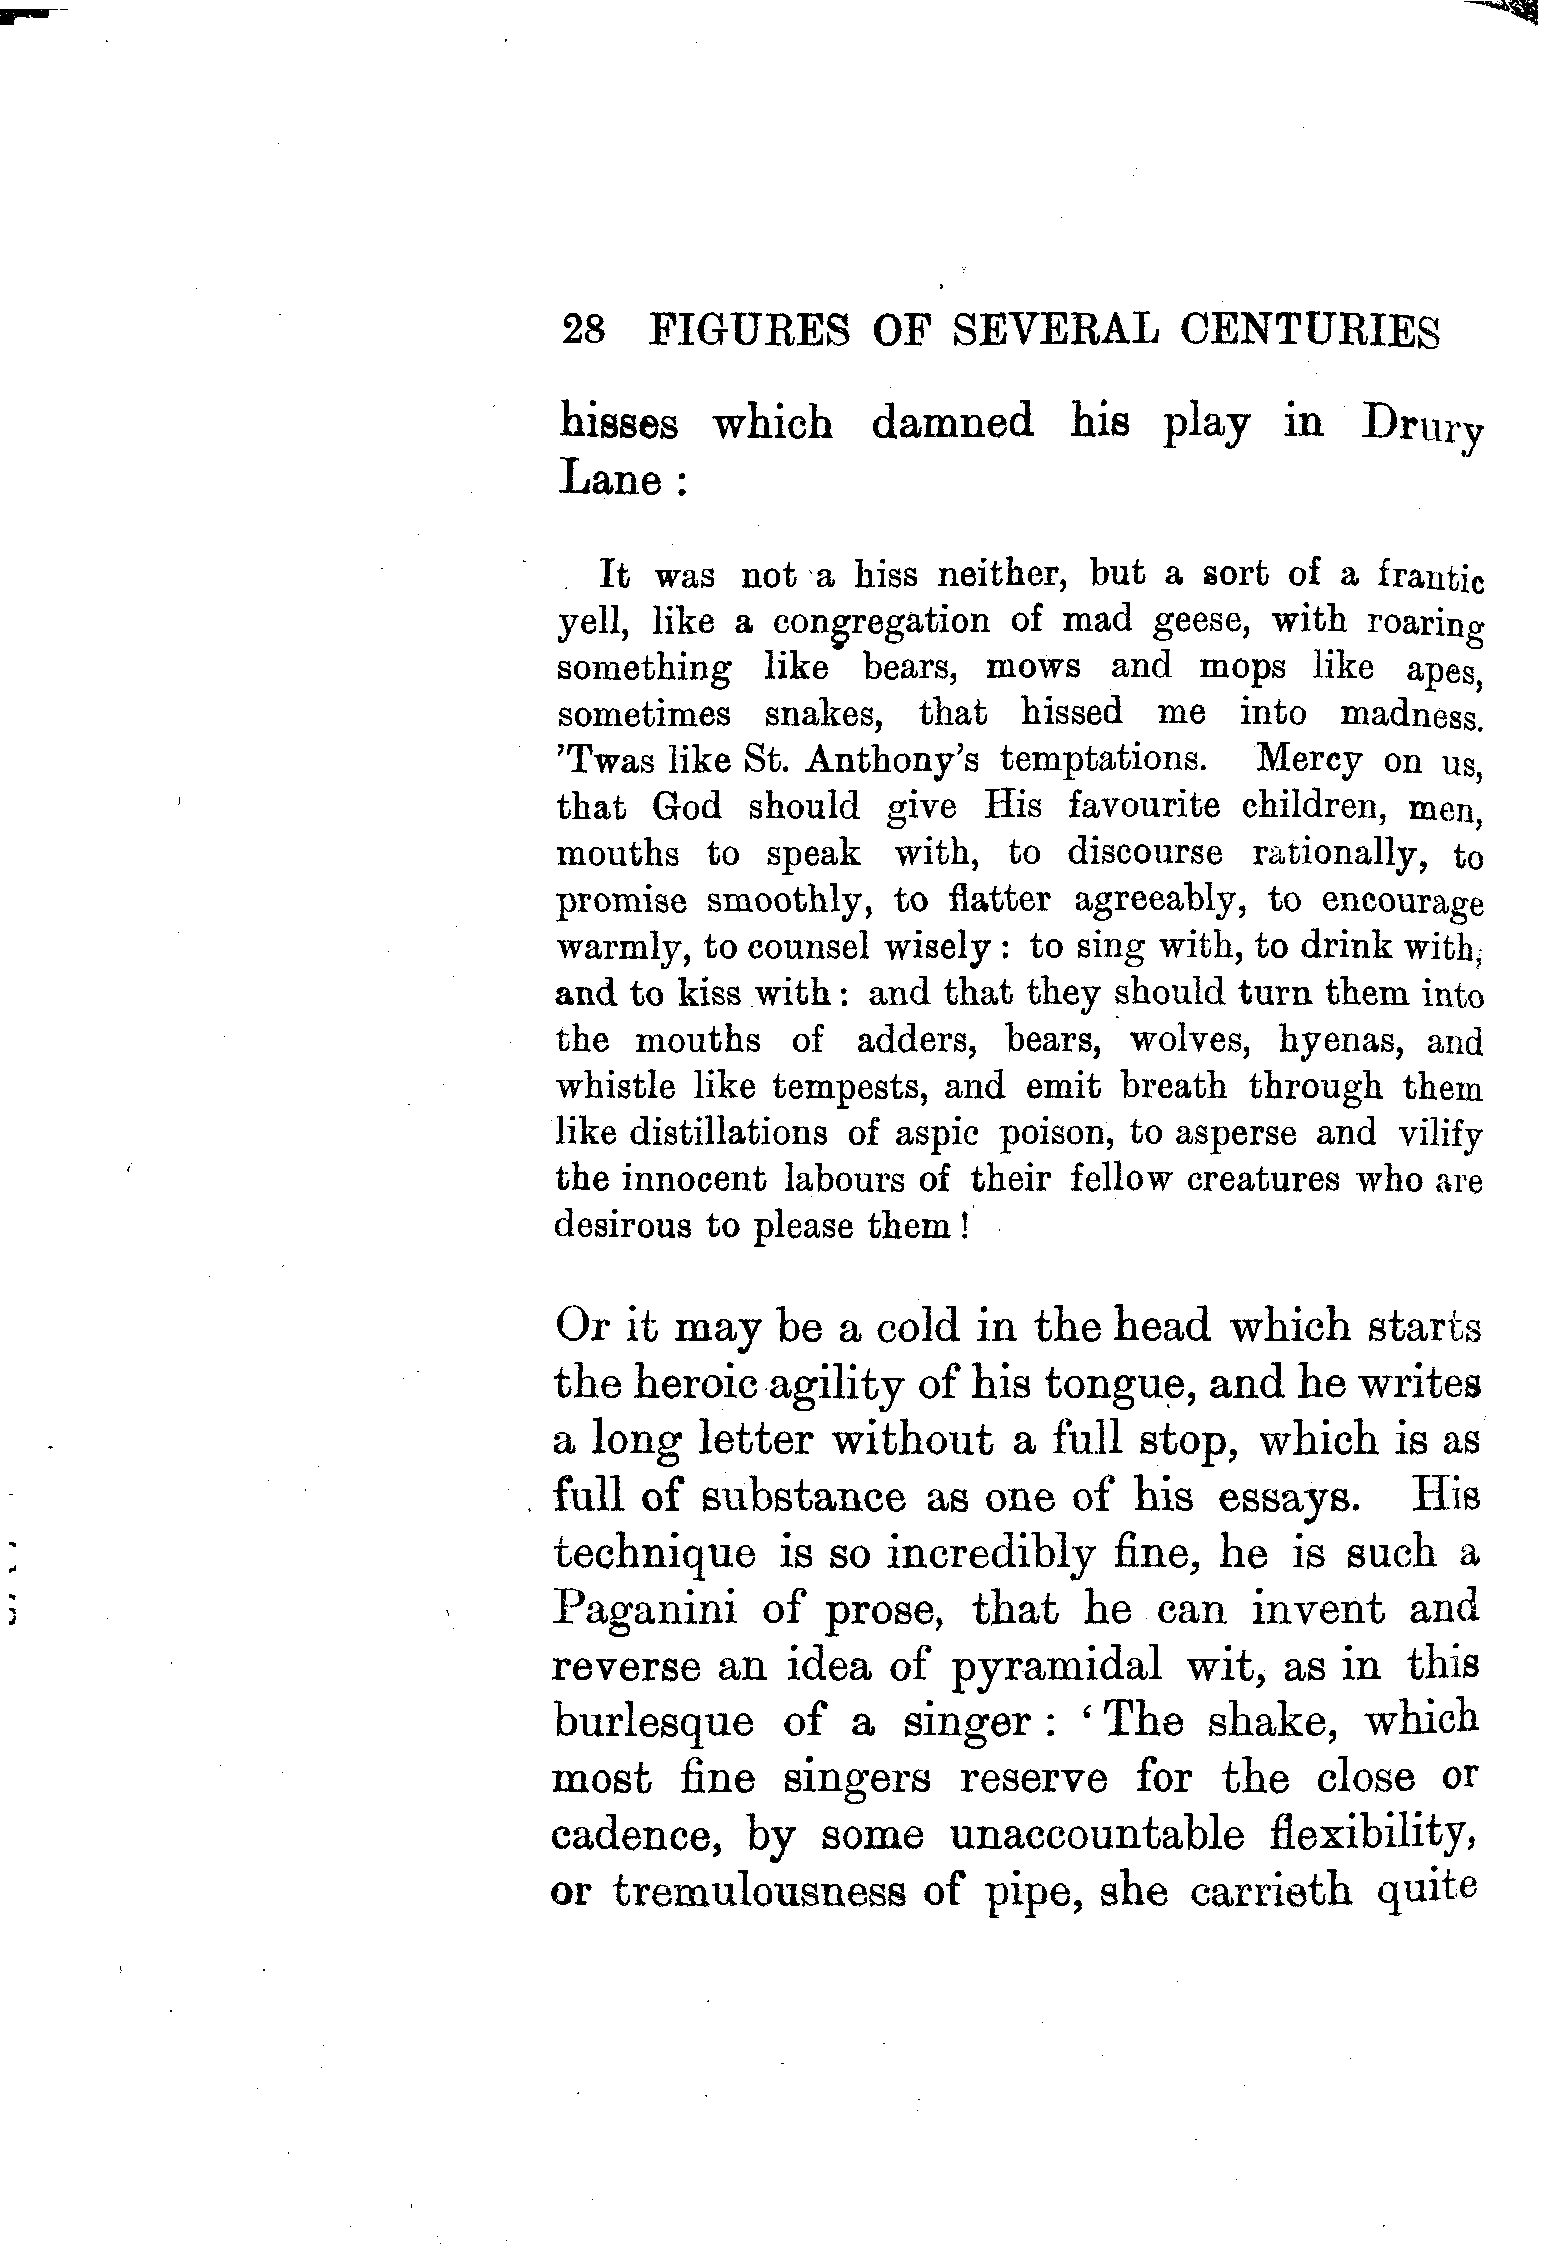 28 FIGURES OF SEVERAL CENTURIES
hisses which damned his play in Drury
Lane :
It was not a hiss neither, but a sort of a frantic
yell, like a congregation of mad geese, with roaring
something like bears, mows and mops like apes,
sometimes snakes, that hissed me into madness.
'Twas like St. Anthony's temptations. Mercy on us,
that God should give His favourite children, men,
mouths to speak with, to discourse rationally, to
promise smoothly, to flatter agreeably, to encourage
warmly, to counsel wisely : to sing with, to drink with,
and to kiss with : and that they should turn them into
the mouths of adders, bears, wolves, hyenas, and
whistle like tempests, and emit breath through them
like distillations of aspic poison, to asperse and vilify
the innocent labours of their fellow creatures who are
desirous to please them !
Or it may be a cold in the head which starts
the heroic agility of his tongue, and he writes
a long letter without a full stop, which is as
full of substance as one of his essays. His
technique is so incredibly fine, he is such a
Paganini of prose, that he can invent and
reverse an idea of pyramidal wit, as in this
burlesque of a singer : ‘ The shake, which
most fine singers reserve for the close or
cadence, by some unaccountable flexibility,
or tremulousness of pipe, she carrieth quite